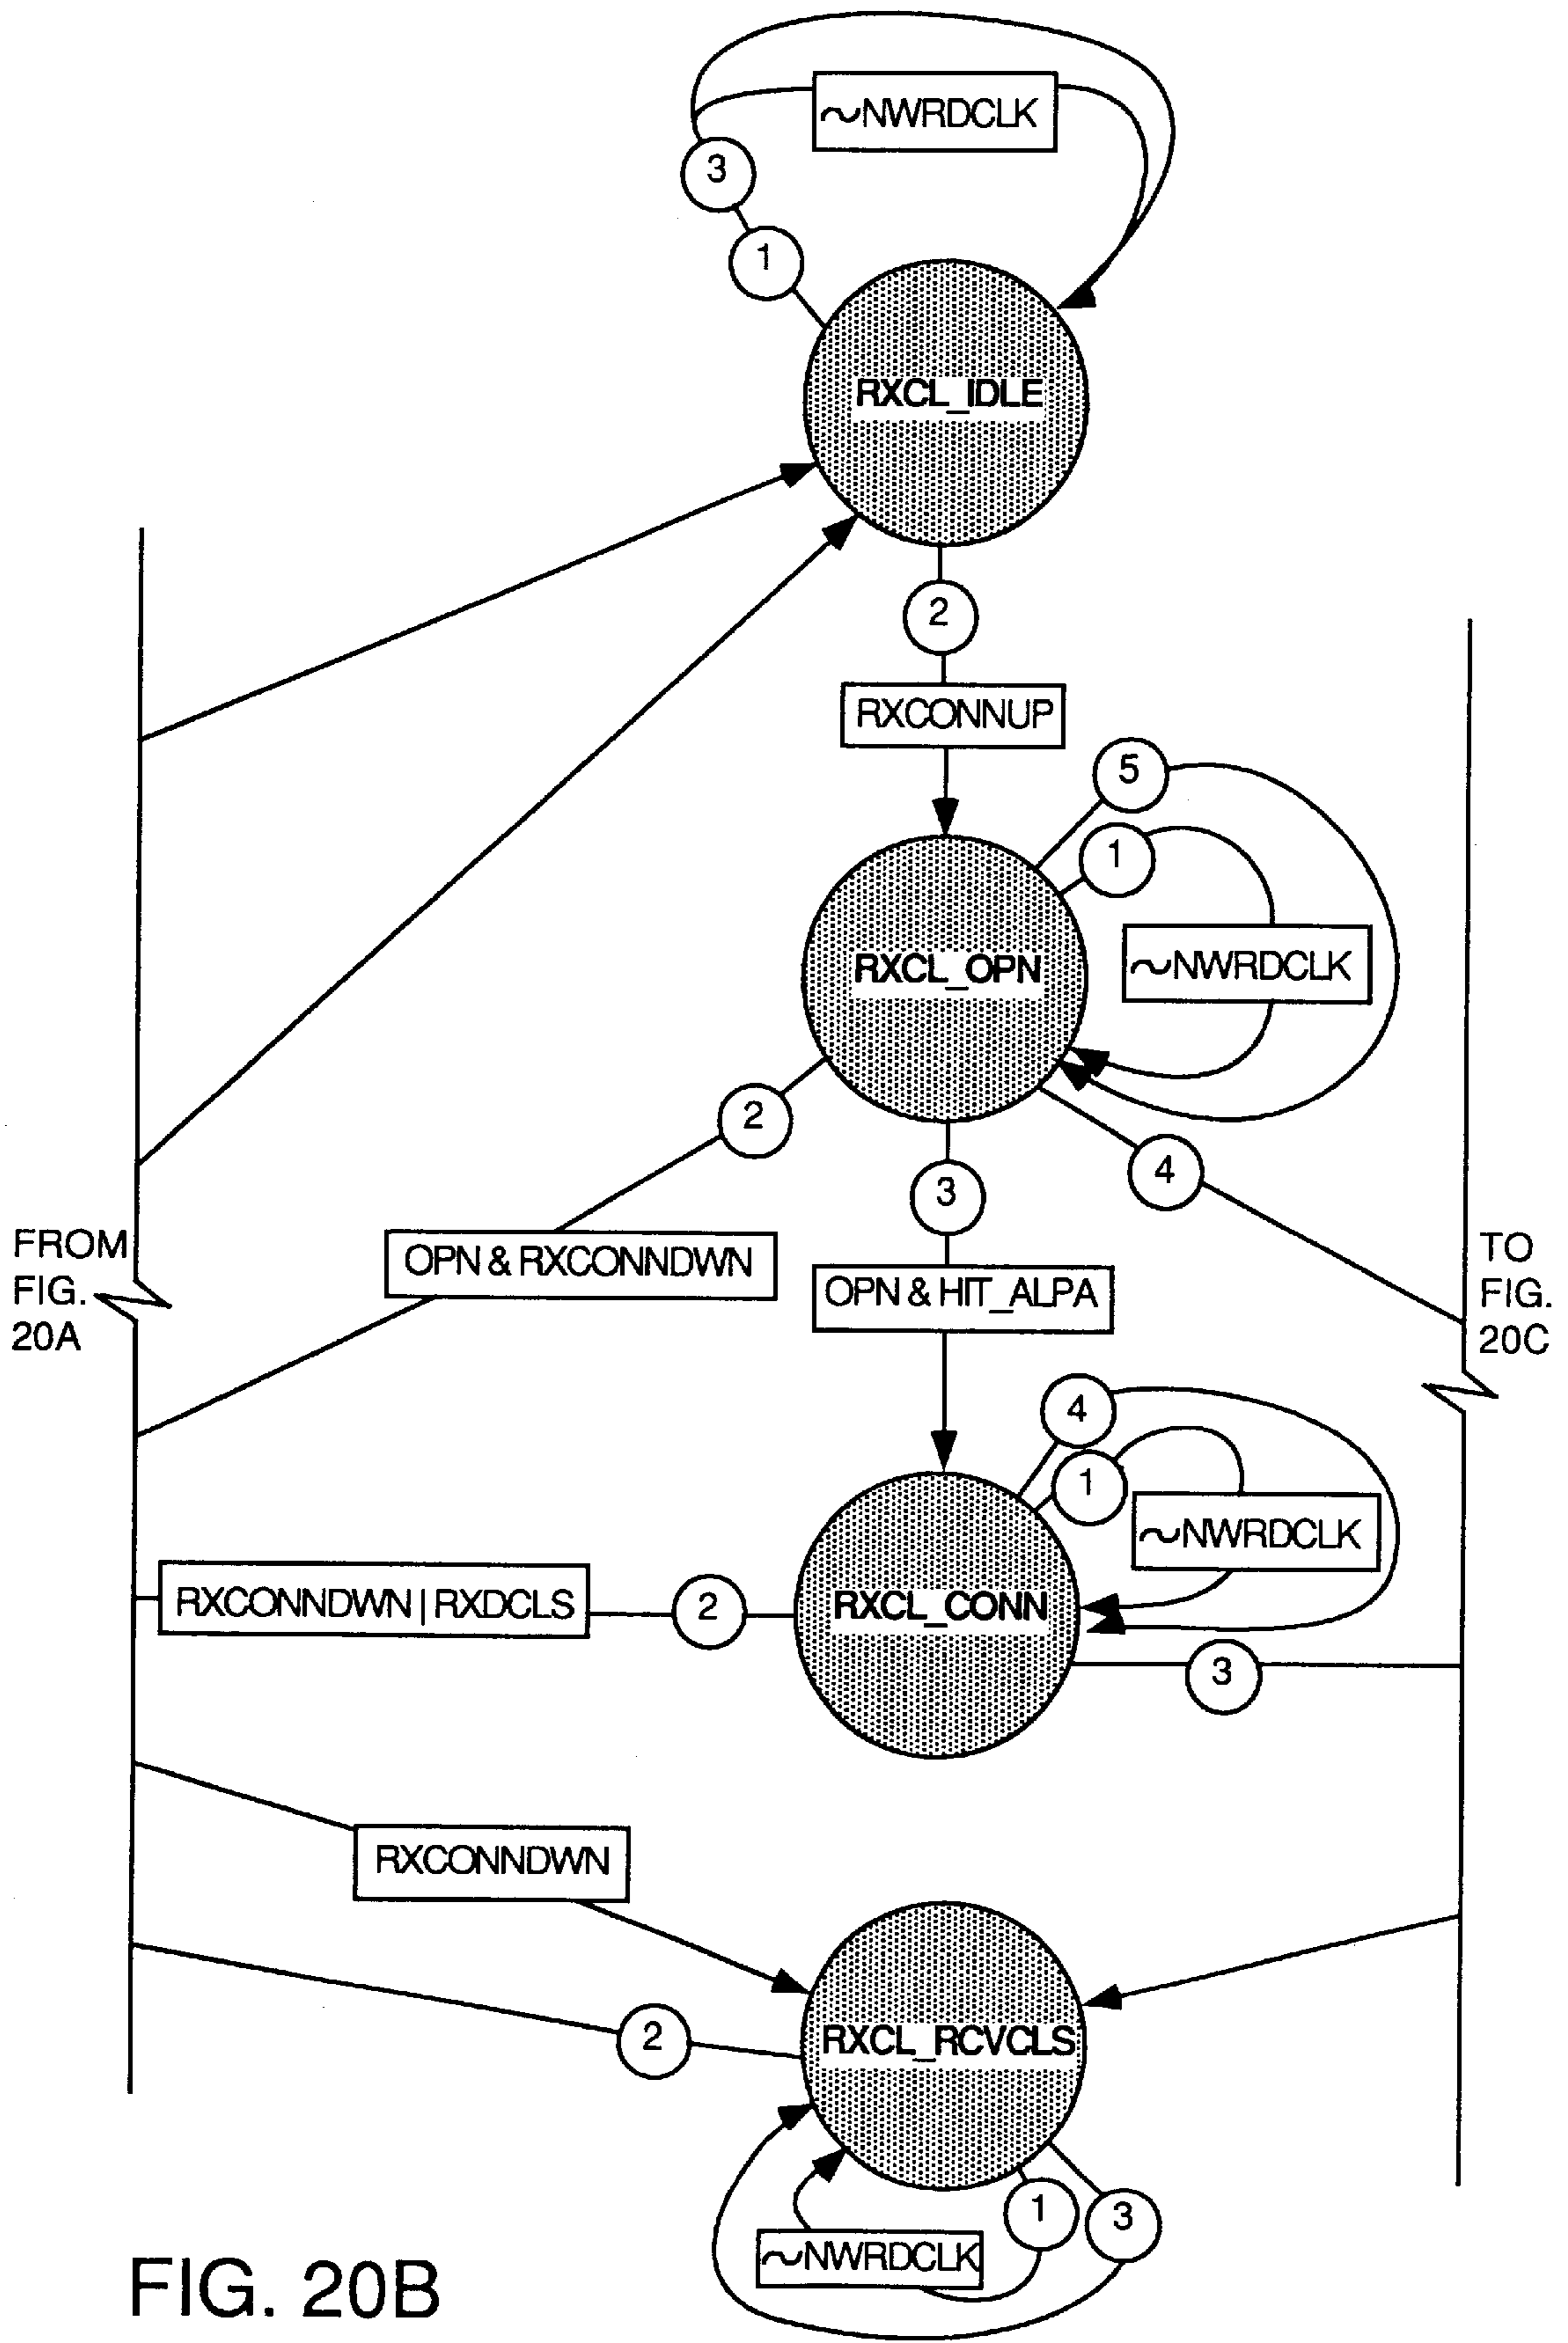 ~NWRDCLK
3
1
RXCL_IDLE
2
RXCONNUP
5
1
~NWRDCLK
RXCL_OPN
2
4
3
FROM
FIG.
20A
OPN & RXCONNDWN
OPN & HIT_ALPA
TO
FIG.
20C
4
1
~NWRDCLK
RXCONNDWN | RXDCLS
2
RXCL_CONN
3
RXCONNDWN
2
RXCL_RCVCLS
1
3
~NWRDCLK
FIG. 20B